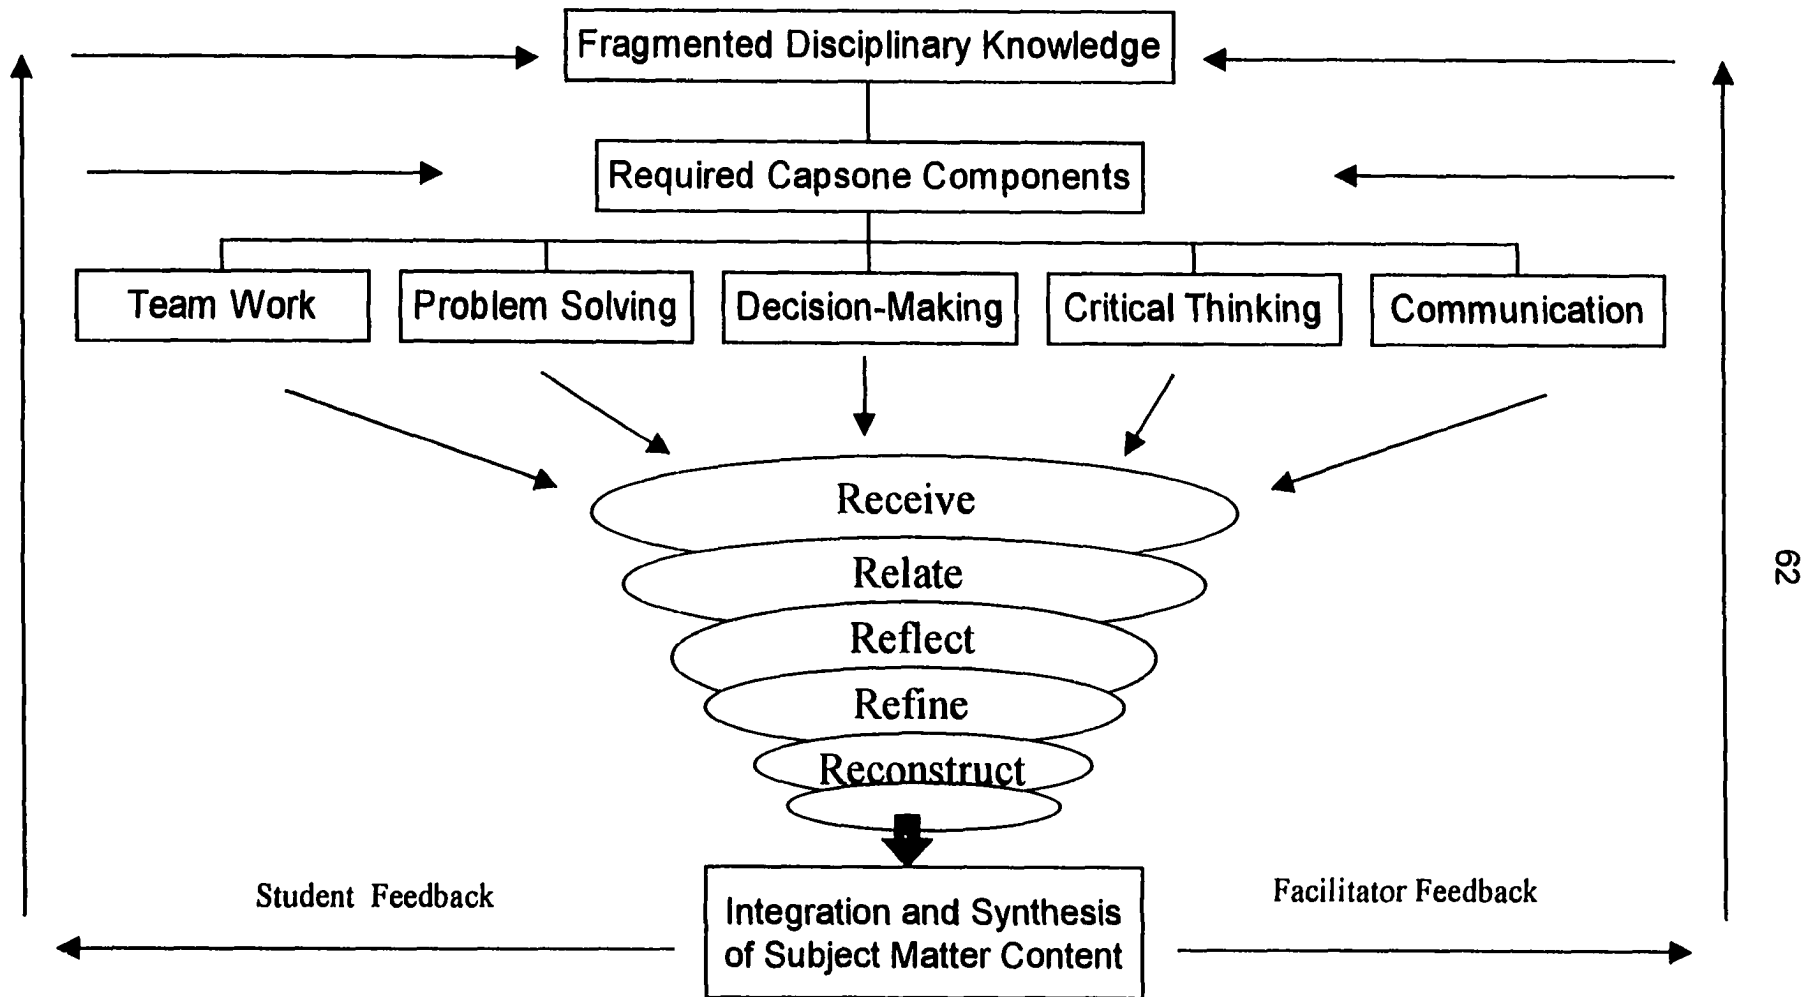 Fragmented Disciplinary Knowledge
Required Capsone Components
Team Work
Problem Solving
Decision-Making
Critical Thinking
Communication
Receive
Relate
Reflect
Refine
Reconstruct
Student Feedback
Facilitator Feedback
Integration and Synthesis
of Subject Matter Content
62